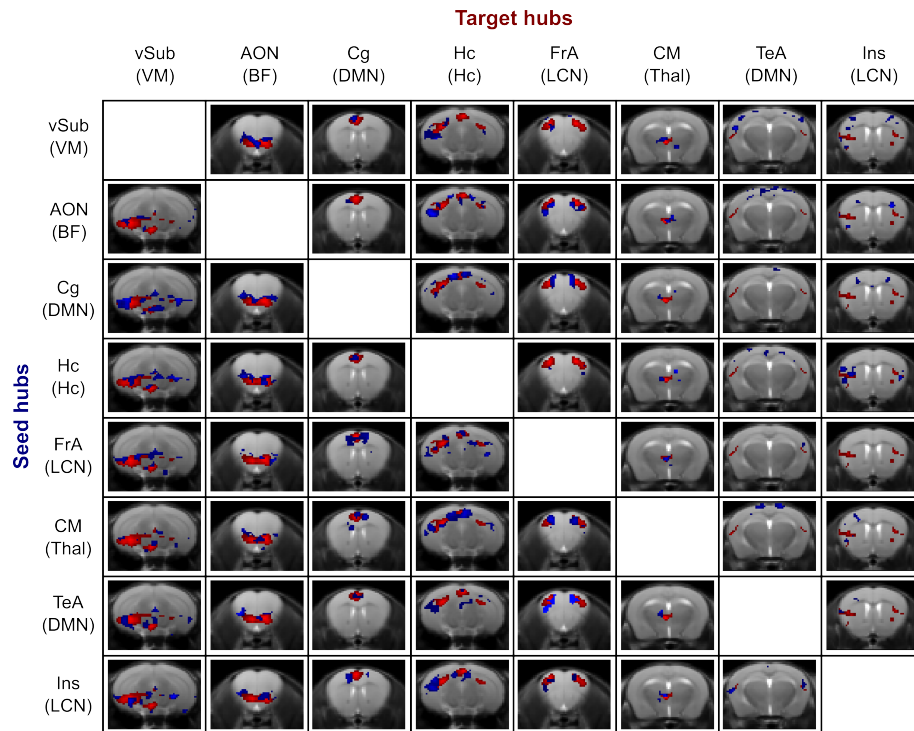 Target hubs
vSub AON Cg Hc FrA CM TeA Ins
(VM) (BF) (DMN) (Hc) (LCN) (Thal) (DMN) (LCN)
Seed hubs
vSub
(VM)
AON
(BF)
Cg
(DMN)
Hc
(Hc)
FrA
(LCN)
CM
(Thal)
TeA
(DMN)
Ins
(LCN)